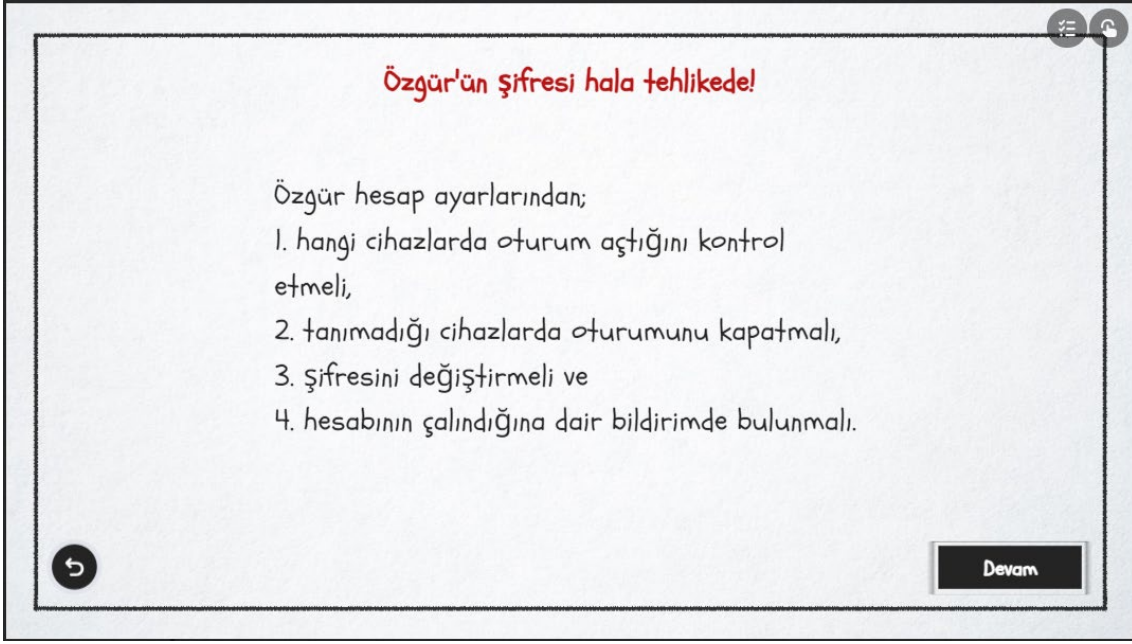 Özgür'ün Şifresi hala tehlikede!
Özgür hesap ayarlarından;
1. hangi cihazlarda oturum açtığını kontrol
etmeli,
2. tanımadığı cihazlarda oturumunu kapatmalı,
3. şifresini değiştirmeli ve
4. hesabının çalındığına dair bildirimde bulunmalı.
Devam